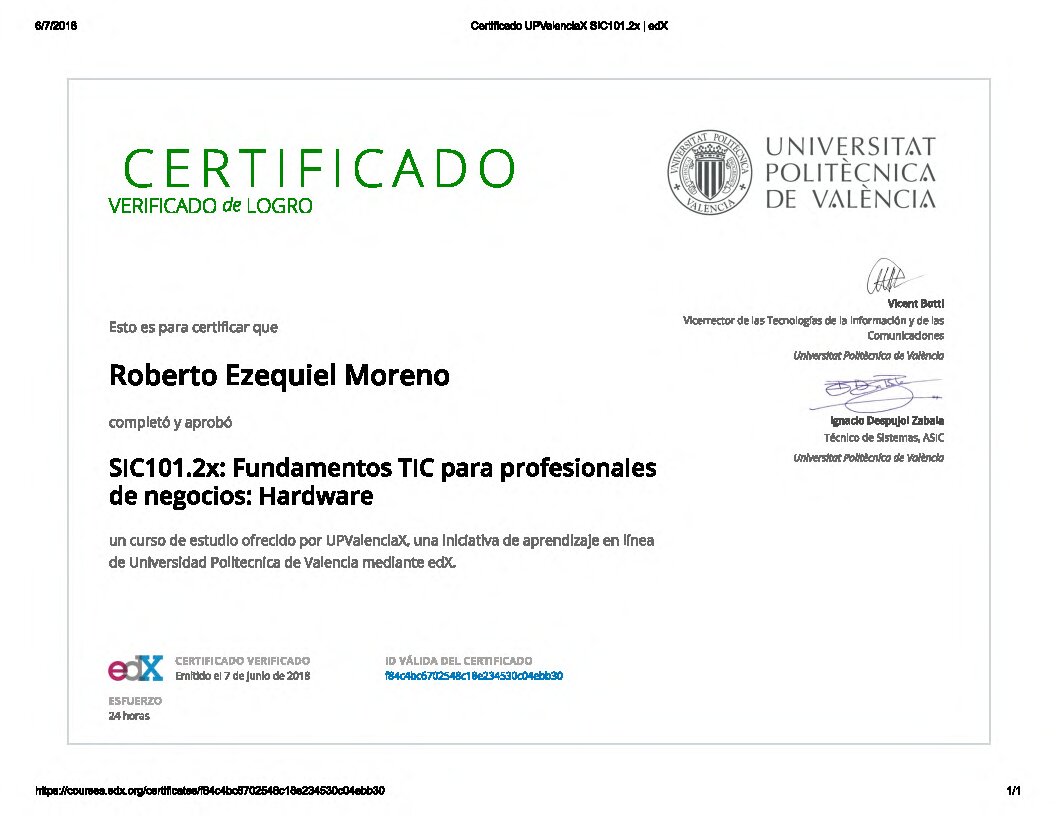 6/7/2018
Certificado UPValenciaX SIC101.2x | edX
CERTIFICADO
VERIFICADO de LOGRO
UNIVERSITAT POLITÈCNICA
VALENCIA
UNIVERSITAT
POLITÈCNICA
DE VALÈNCIA
Vicent Botti
Vicerrector de las Tecnologías de la Información y de las
Comunicaciones
Universitat Politècnica de València
Ignacio Despujol Zabala
Técnico de Sistemas, ASIC
Universitat Politècnica de València
Esto es para certificar que
Roberto Ezequiel Moreno
completó y aprobó
SIC101.2x: Fundamentos TIC para profesionales
de negocios: Hardware
un curso de estudio ofrecido por UPValenciaX, una iniciativa de aprendizaje en línea
de Universidad Politecnica de Valencia mediante edX.
edX
CERTIFICADO VERIFICADO
Emitido el 7 de junio de 2018
ID VÁLIDA DEL CERTIFICADO
f84c4bc6702548c18e234530c04ebb30
ESFUERZO
24 horas
https://courses.edx.org/certificates/f84c4bc6702548c18e234530c04ebb30
1/1